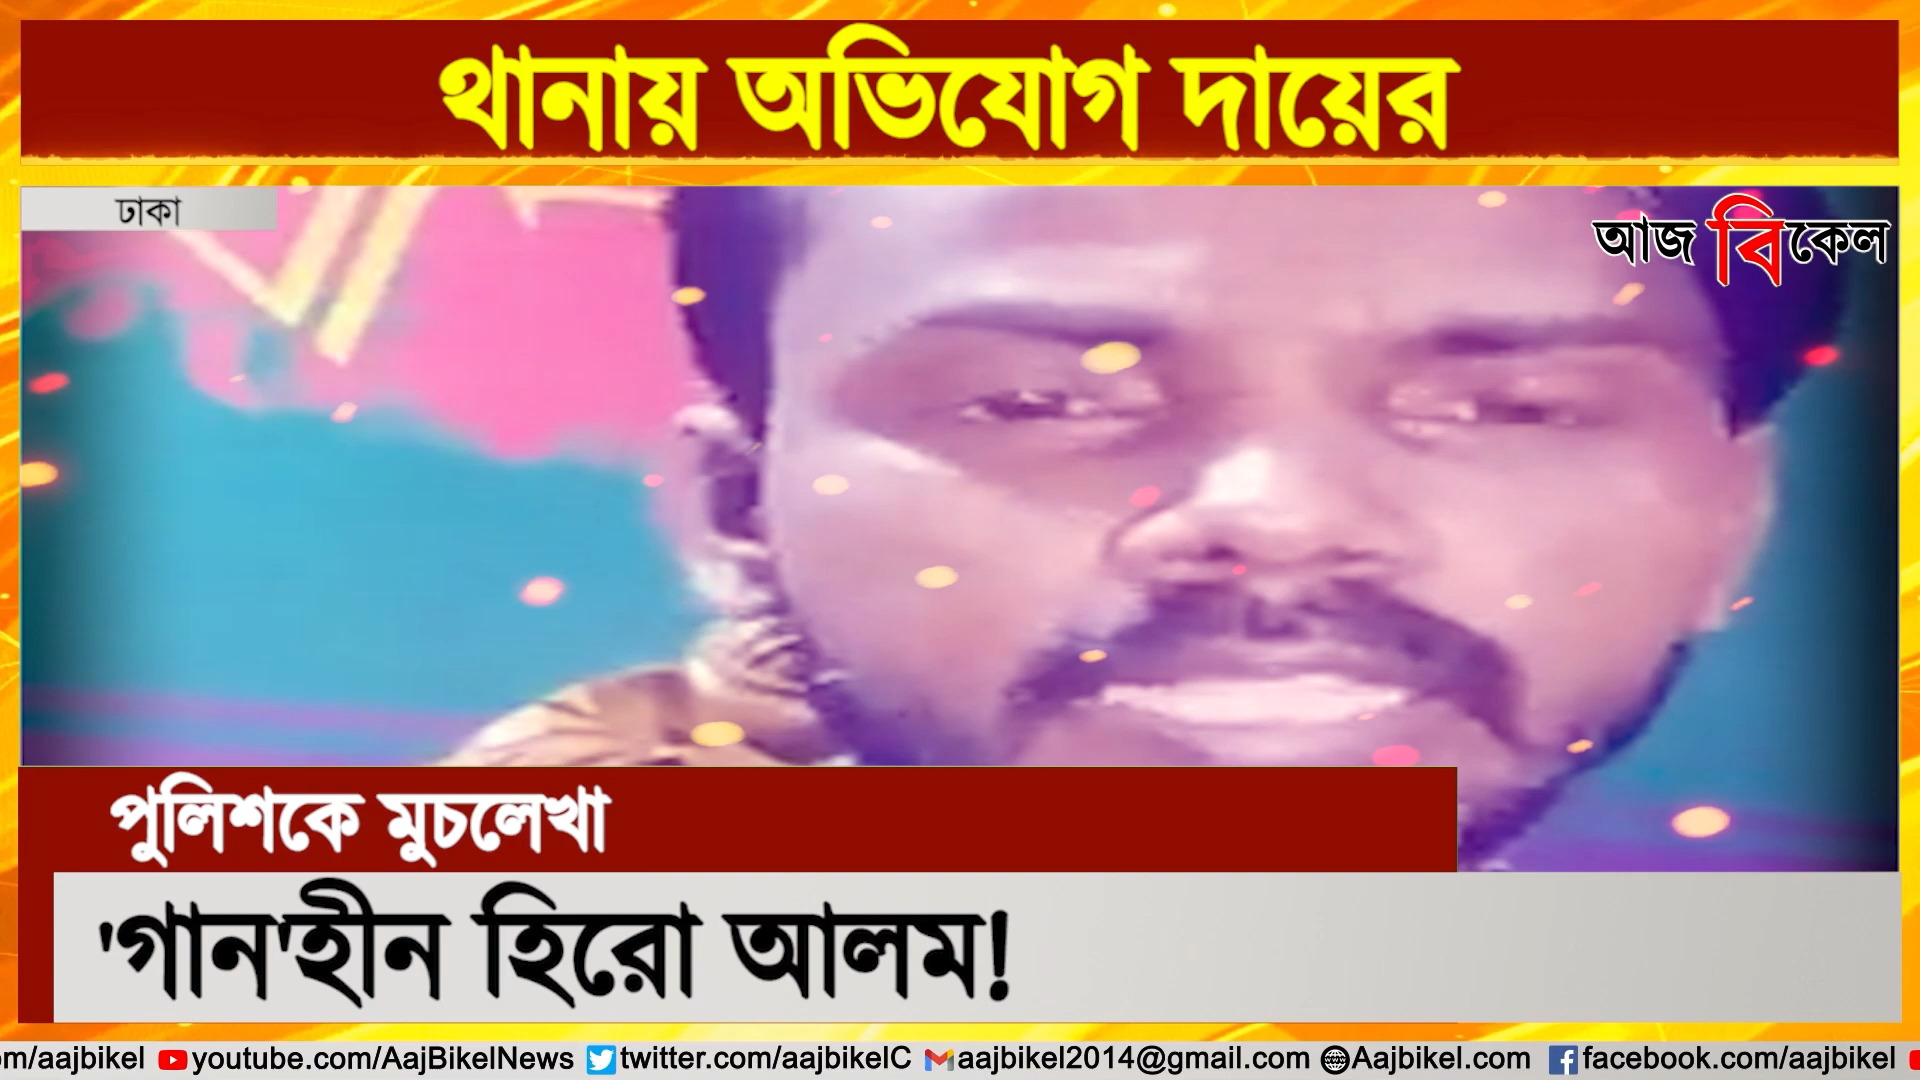 থানায় অভিযোগ দায়ের
ঢাকা
আজ বিকেল
পুলিশকে মুচলেখা
'গান'হীন হিরো আলম!
om/aajbikel youtube.com/AajBikelNews twitter.com/aajbikelC aajbikel2014@gmail.com Aajbikel.com facebook.com/aajbikel